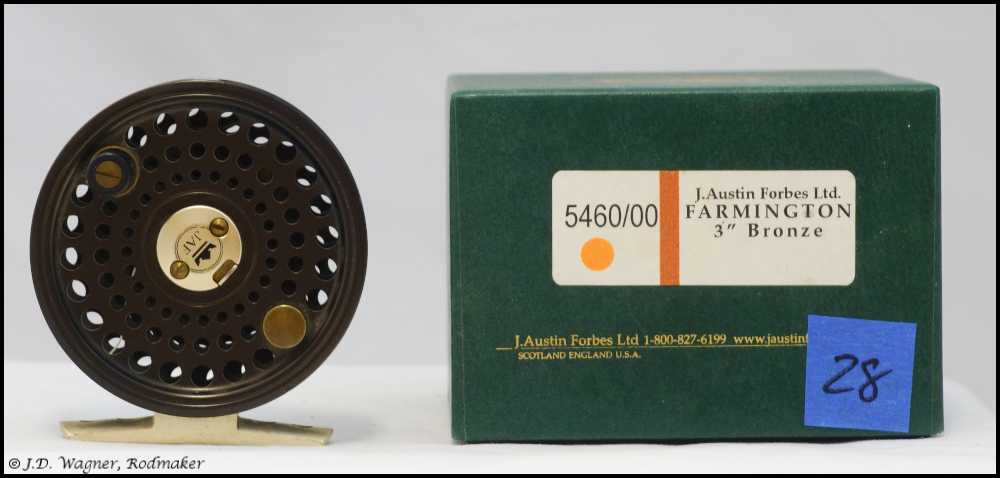 JAF
5460/00
J.Austin Forbes Ltd.
FARMINGTON
3" Bronze
J.Austin Forbes Ltd 1-800-827-6199 www.jaustinf
SCOTLAND ENGLAND U.S.A.
28
© J.D. Wagner, Rodmaker